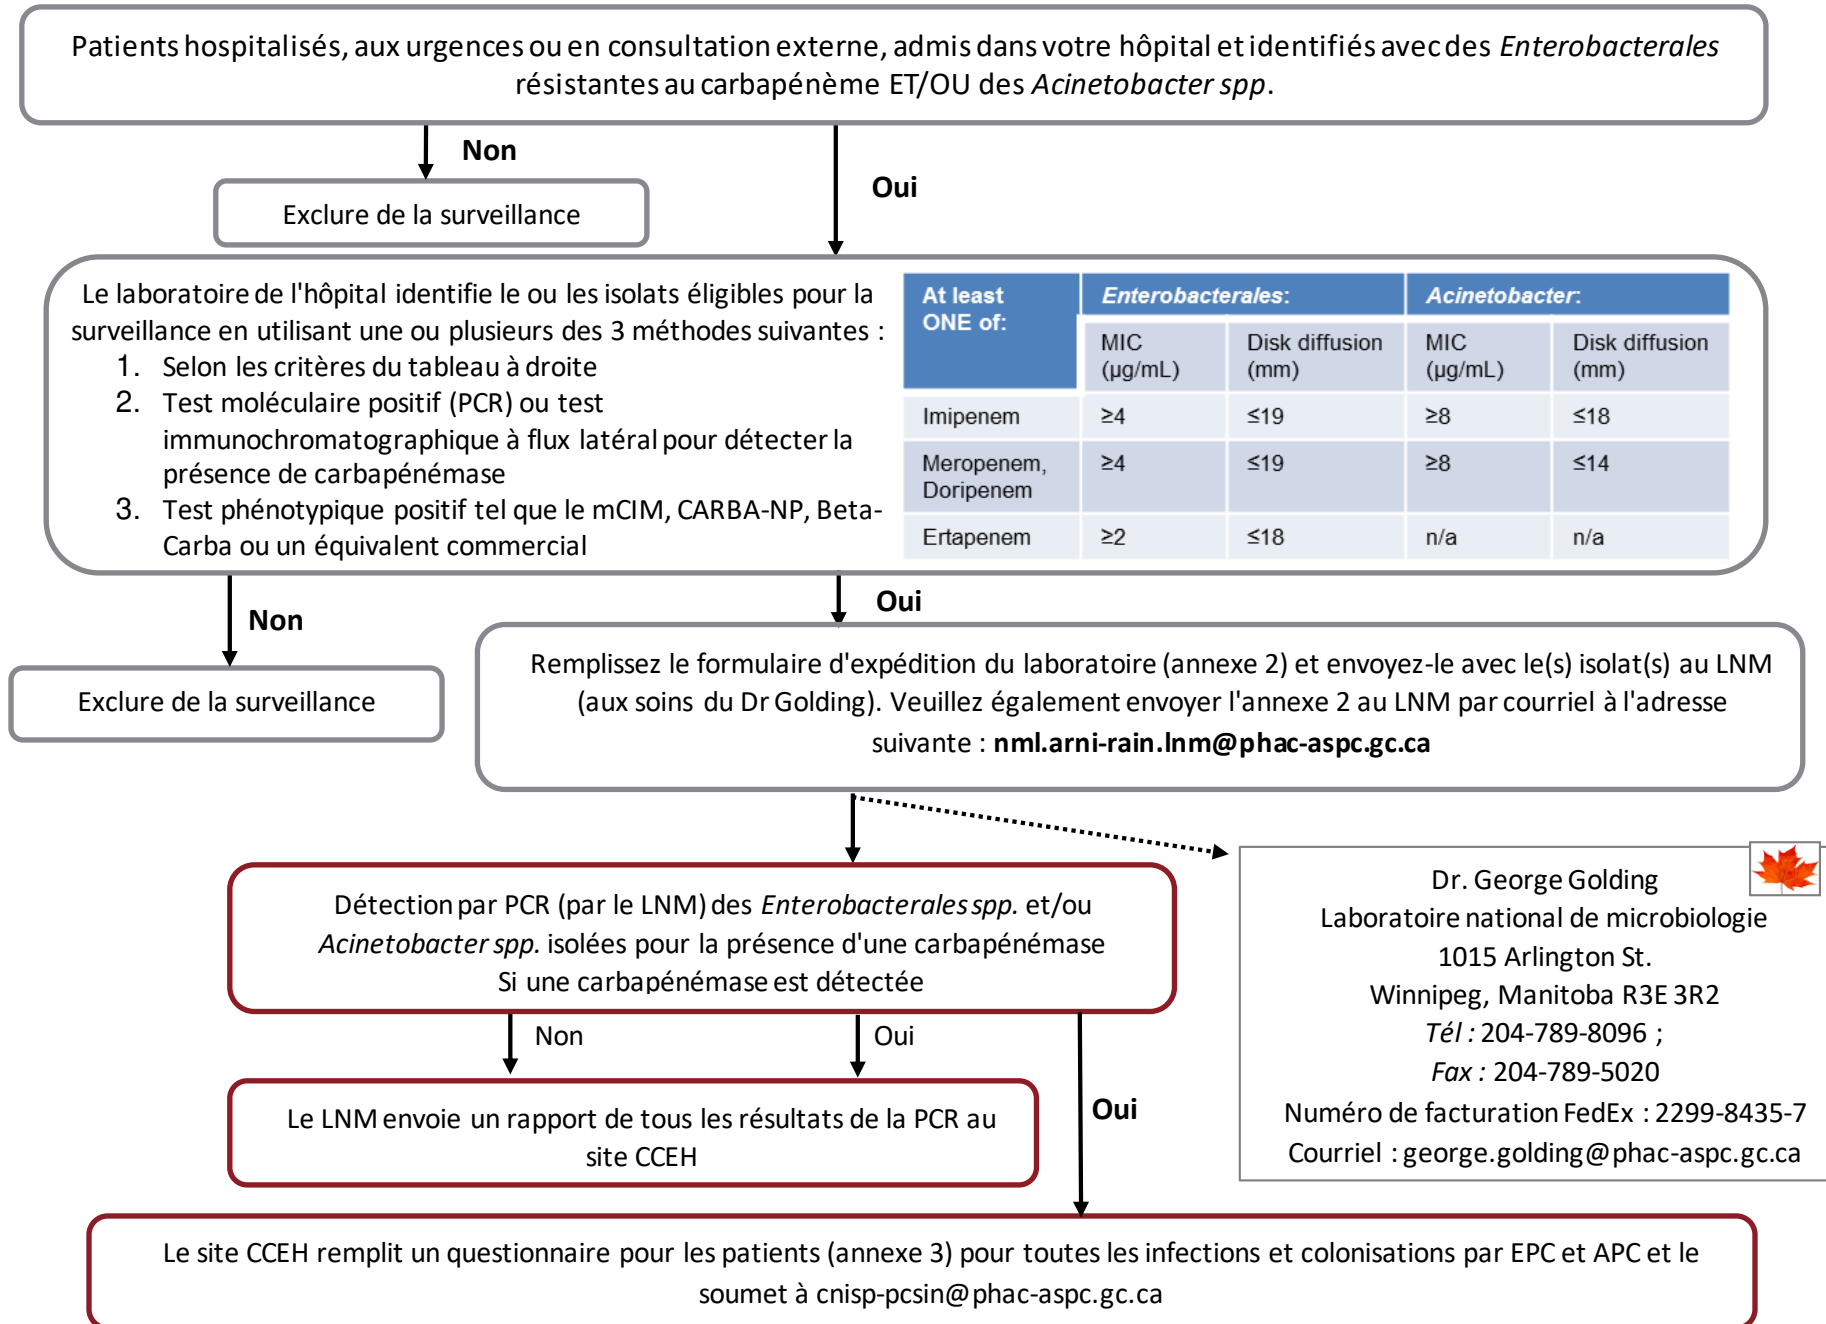 Patients hospitalisés, aux urgences ou en consultation externe, admis dans votre hôpital et identifiés avec des Enterobacterales
résistantes au carbapénème ET/OU des Acinetobacter spp.
Non
Oui
Exclure de la surveillance
Le laboratoire de l'hôpital identifie le ou les isolats éligibles pour la
surveillance en utilisant une ou plusieurs des 3 méthodes suivantes :
1. Selon les critères du tableau à droite
2. Test moléculaire positif (PCR) ou test
immunochromatographique à flux latéral pour détecter la
présence de carbapénémase
3. Test phénotypique positif tel que le mCIM, CARBA-NP, Beta-
Carba ou un équivalent commercial
At least Enterobacterales: Acinetobacter:
ONE of:
MIC Disk diffusion MIC Disk diffusion
(µg/mL) (mm) (µg/mL) (mm)
Imipenem ≥4 ≤19 ≥8 ≤18
Meropenem, ≥4 ≤19 ≥8 ≤14
Doripenem
Ertapenem ≥2 ≤18 n/a n/a
Non
Oui
Exclure de la surveillance
Remplissez le formulaire d'expédition du laboratoire (annexe 2) et envoyez-le avec le(s) isolat(s) au LNM
(aux soins du Dr Golding). Veuillez également envoyer l'annexe 2 au LNM par courriel à l'adresse
suivante : nml.arni-rain.lnm@phac-aspc.gc.ca
Détection par PCR (par le LNM) des Enterobacterales spp. et/ou
Acinetobacter spp. isolées pour la présence d'une carbapénémase
Si une carbapénémase est détectée
Non
Oui
Oui
Le LNM envoie un rapport de tous les résultats de la PCR au
site CCEH
Dr. George Golding
Laboratoire national de microbiologie
1015 Arlington St.
Winnipeg, Manitoba R3E 3R2
Tél : 204-789-8096 ;
Fax : 204-789-5020
Numéro de facturation FedEx : 2299-8435-7
Courriel : george.golding@phac-aspc.gc.ca
Le site CCEH remplit un questionnaire pour les patients (annexe 3) pour toutes les infections et colonisations par EPC et APC et le
soumet à cnisp-pcsin@phac-aspc.gc.ca